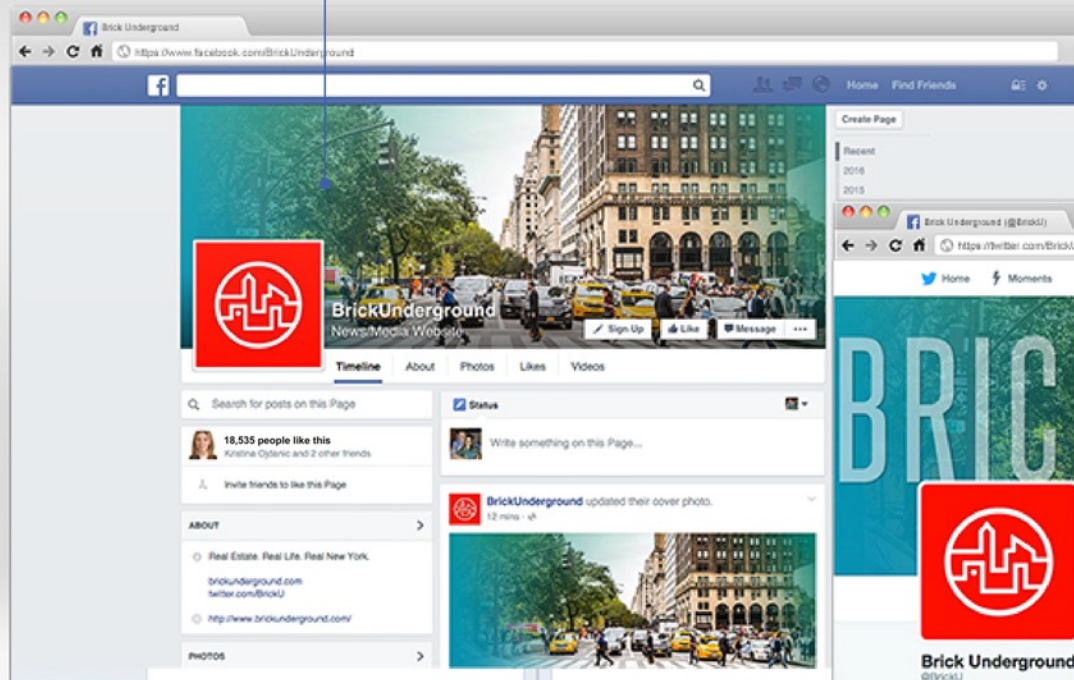 Brick Underground
https://www.facebook.com/BrickUnderground
Home Find Friends
Create Page
Recent
2016
2015
BrickUnderground
News/Media Website
Sign Up Like Message
Timeline About Photos Likes Videos
Search for posts on this Page
18,535 people like this
Kristina Ojdanic and 2 other friends
Invite friends to like this Page
ABOUT
Real Estate. Real Life. Real New York.
brickunderground.com
twitter.com/BrickU
http://www.brickunderground.com/
PHOTOS
Status
Write something on this Page...
BrickUnderground updated their cover photo.
12 mins
Brick Underground (@BrickU)
https://twitter.com/BrickU
Home Moments
BRIC
Brick Underground
@BrickU